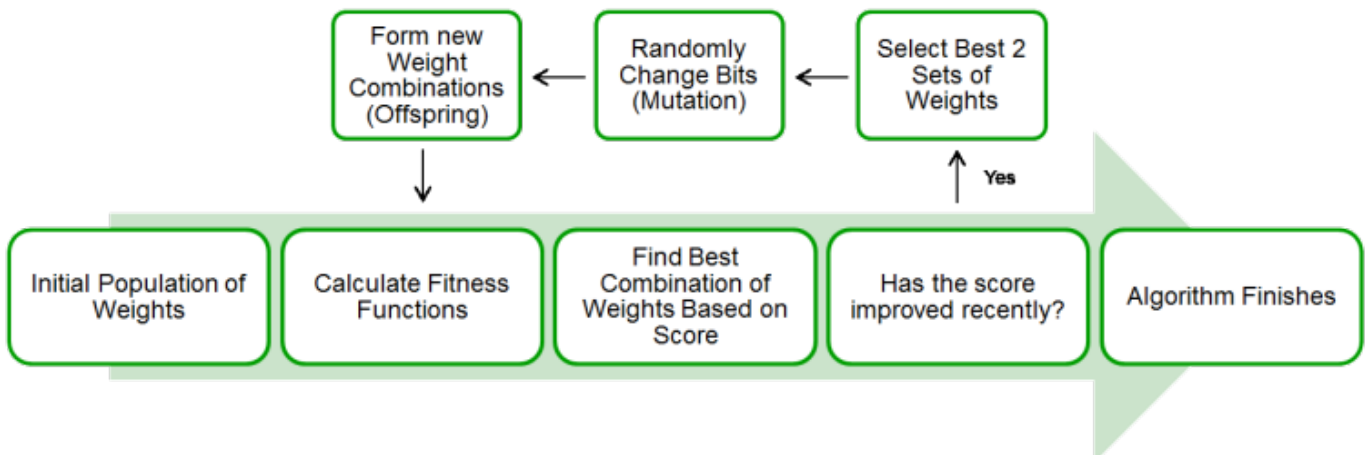 Form new
Weight
Combinations
(Offspring)
Randomly
Change Bits
(Mutation)
Select Best 2
Sets of
Weights
Yes
Initial Population of
Weights
Calculate Fitness
Functions
Find Best
Combination of
Weights Based on
Score
Has the score
improved recently?
Algorithm Finishes